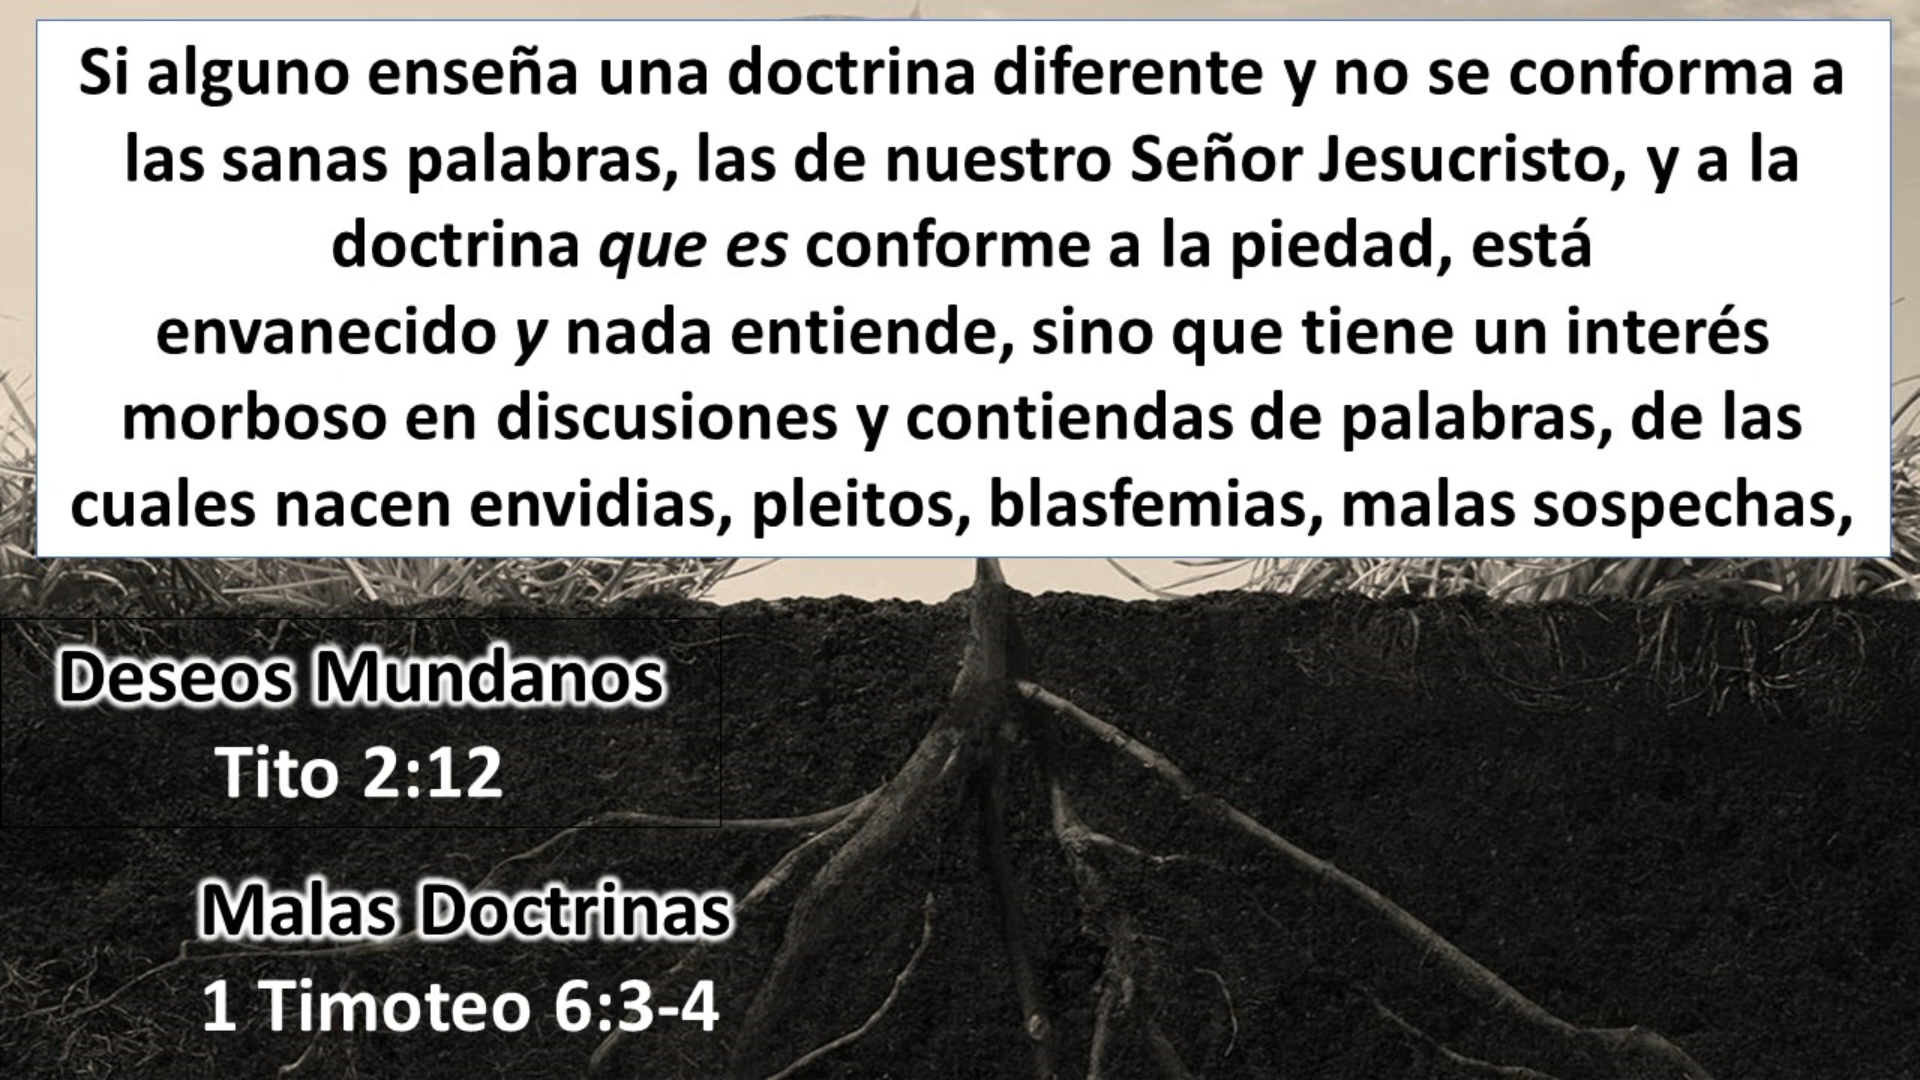 Si alguno enseña una doctrina diferente y no se conforma a
las sanas palabras, las de nuestro Señor Jesucristo, y a la
doctrina que es conforme a la piedad, está
envanecido y nada entiende, sino que tiene un interés
morboso en discusiones y contiendas de palabras, de las
cuales nacen envidias, pleitos, blasfemias, malas sospechas,
Deseos Mundanos
Tito 2:12
Malas Doctrinas
1 Timoteo 6:3-4